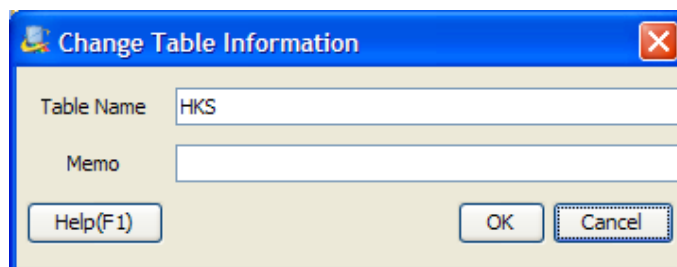 Change Table Information
Table Name HKS
Memo
Help(F1) OK Cancel